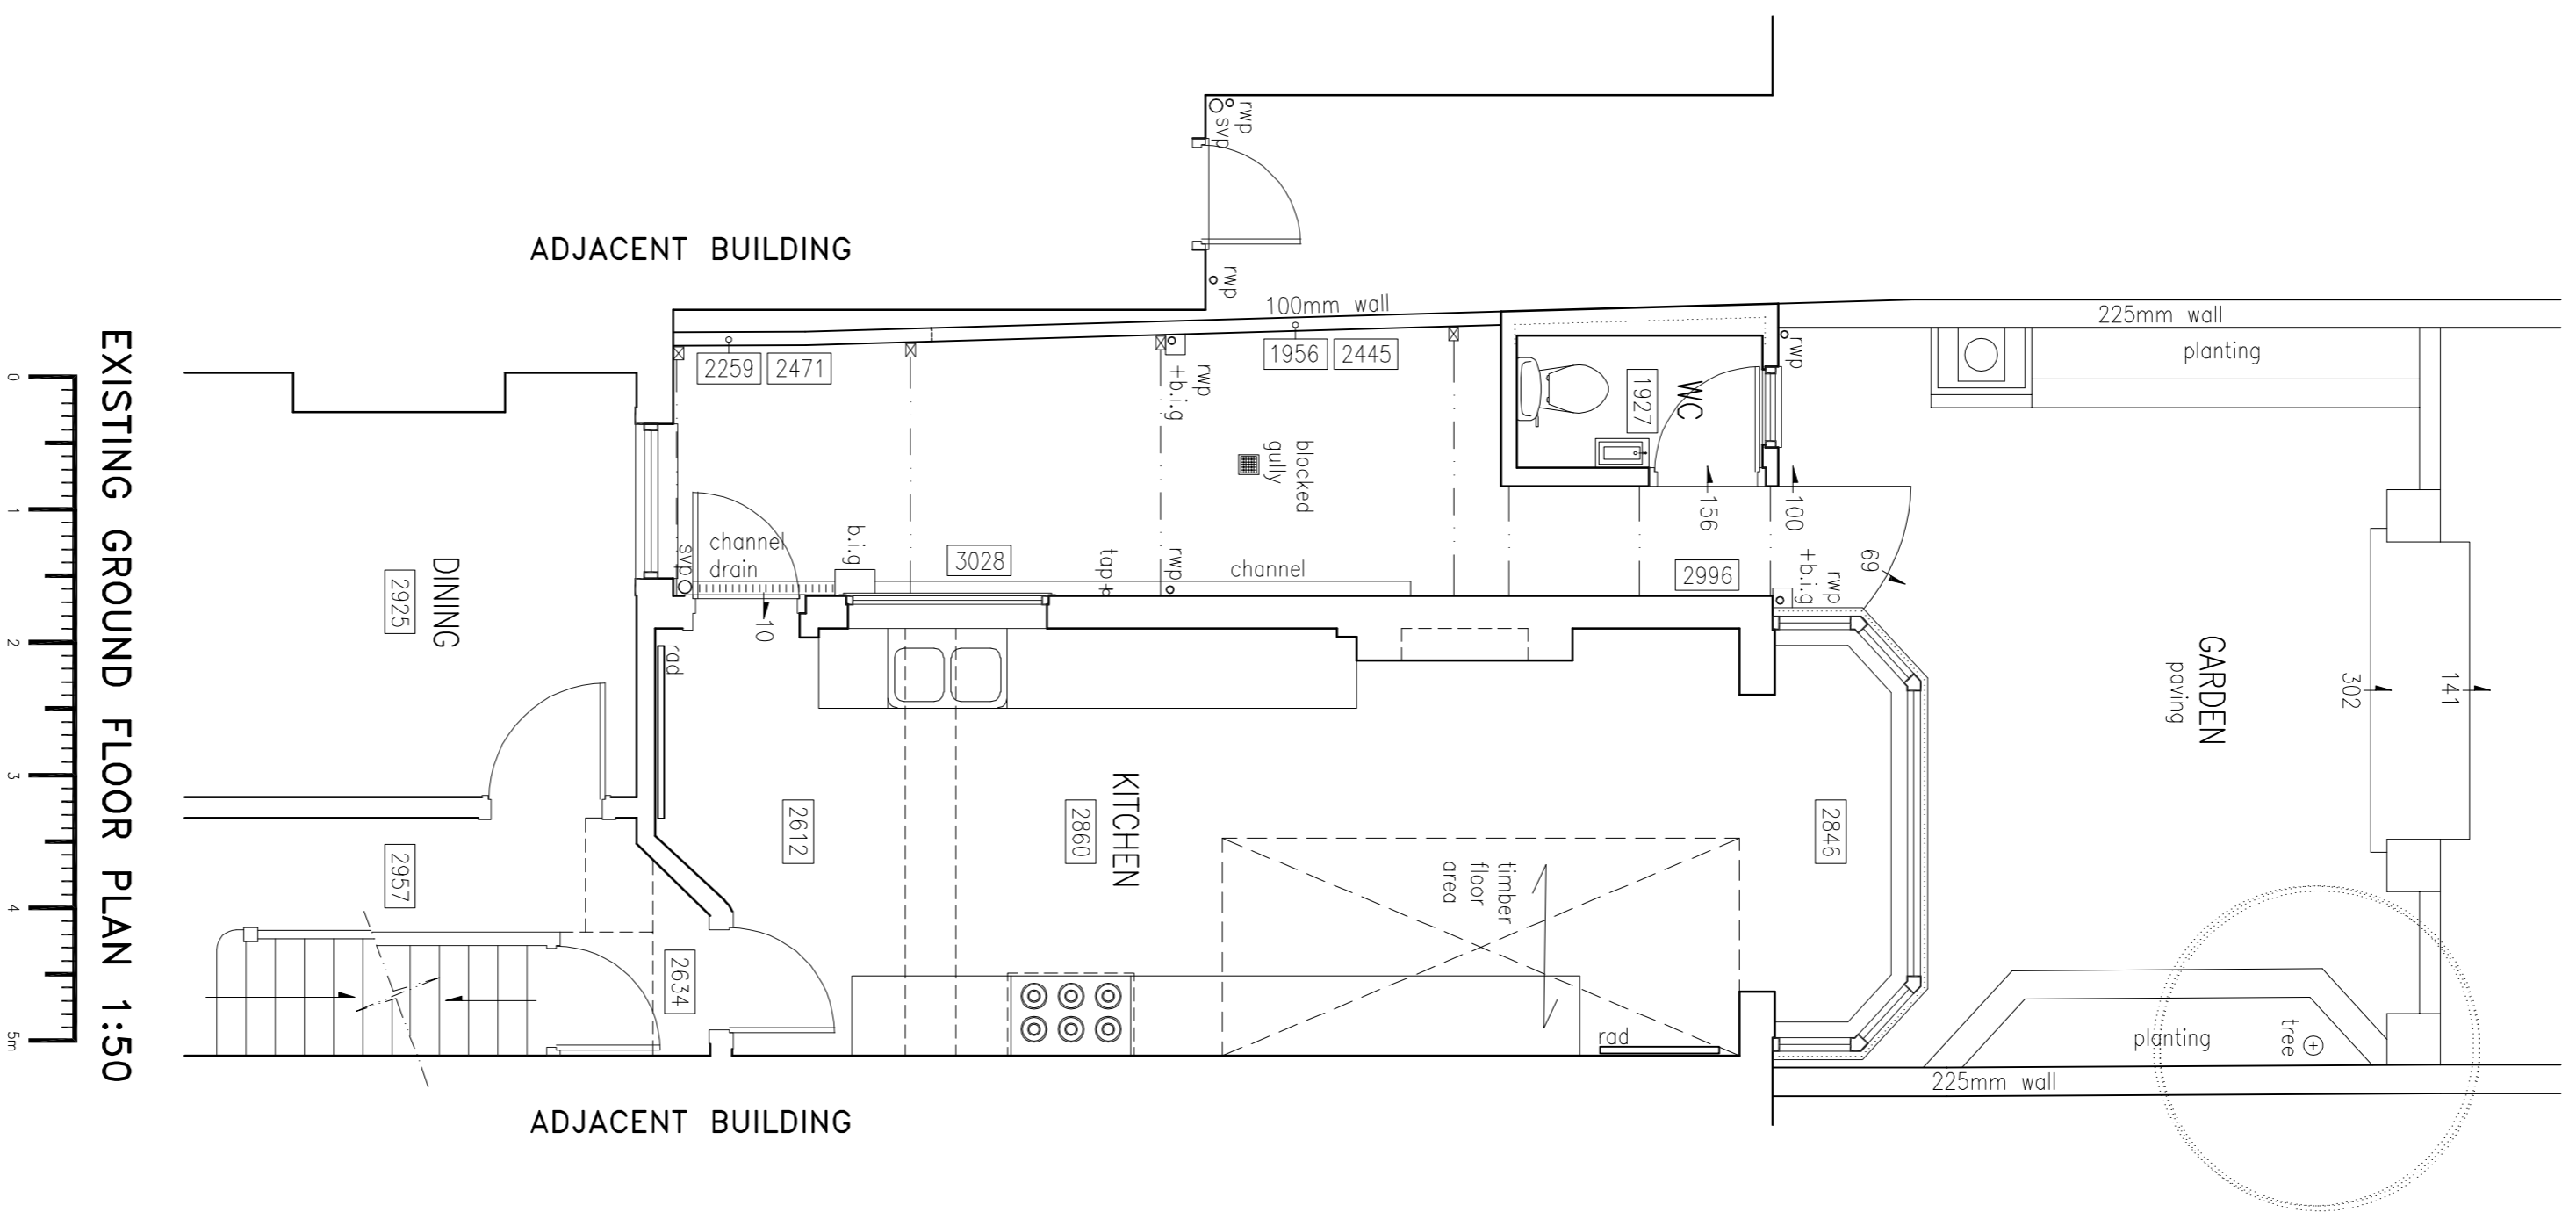 EXISTING GROUND FLOOR PLAN 1:50
0
1
2
3
4
5m
ADJACENT BUILDING
rwp
svp
rwp
100mm wall
225mm wall
2259
2471
rwp
+b.i.g
1956
2445
blocked
gully
WC
1927
156
100
rwp
planting
svp
channel
drain
b.i.g
3028
tap
rwp
channel
2996
rwp
+b.i.g
69
10
DINING
2925
rad
GARDEN
paving
302
141
KITCHEN
2860
2612
2846
timber
floor
area
2957
2634
rad
planting
tree
225mm wall
ADJACENT BUILDING